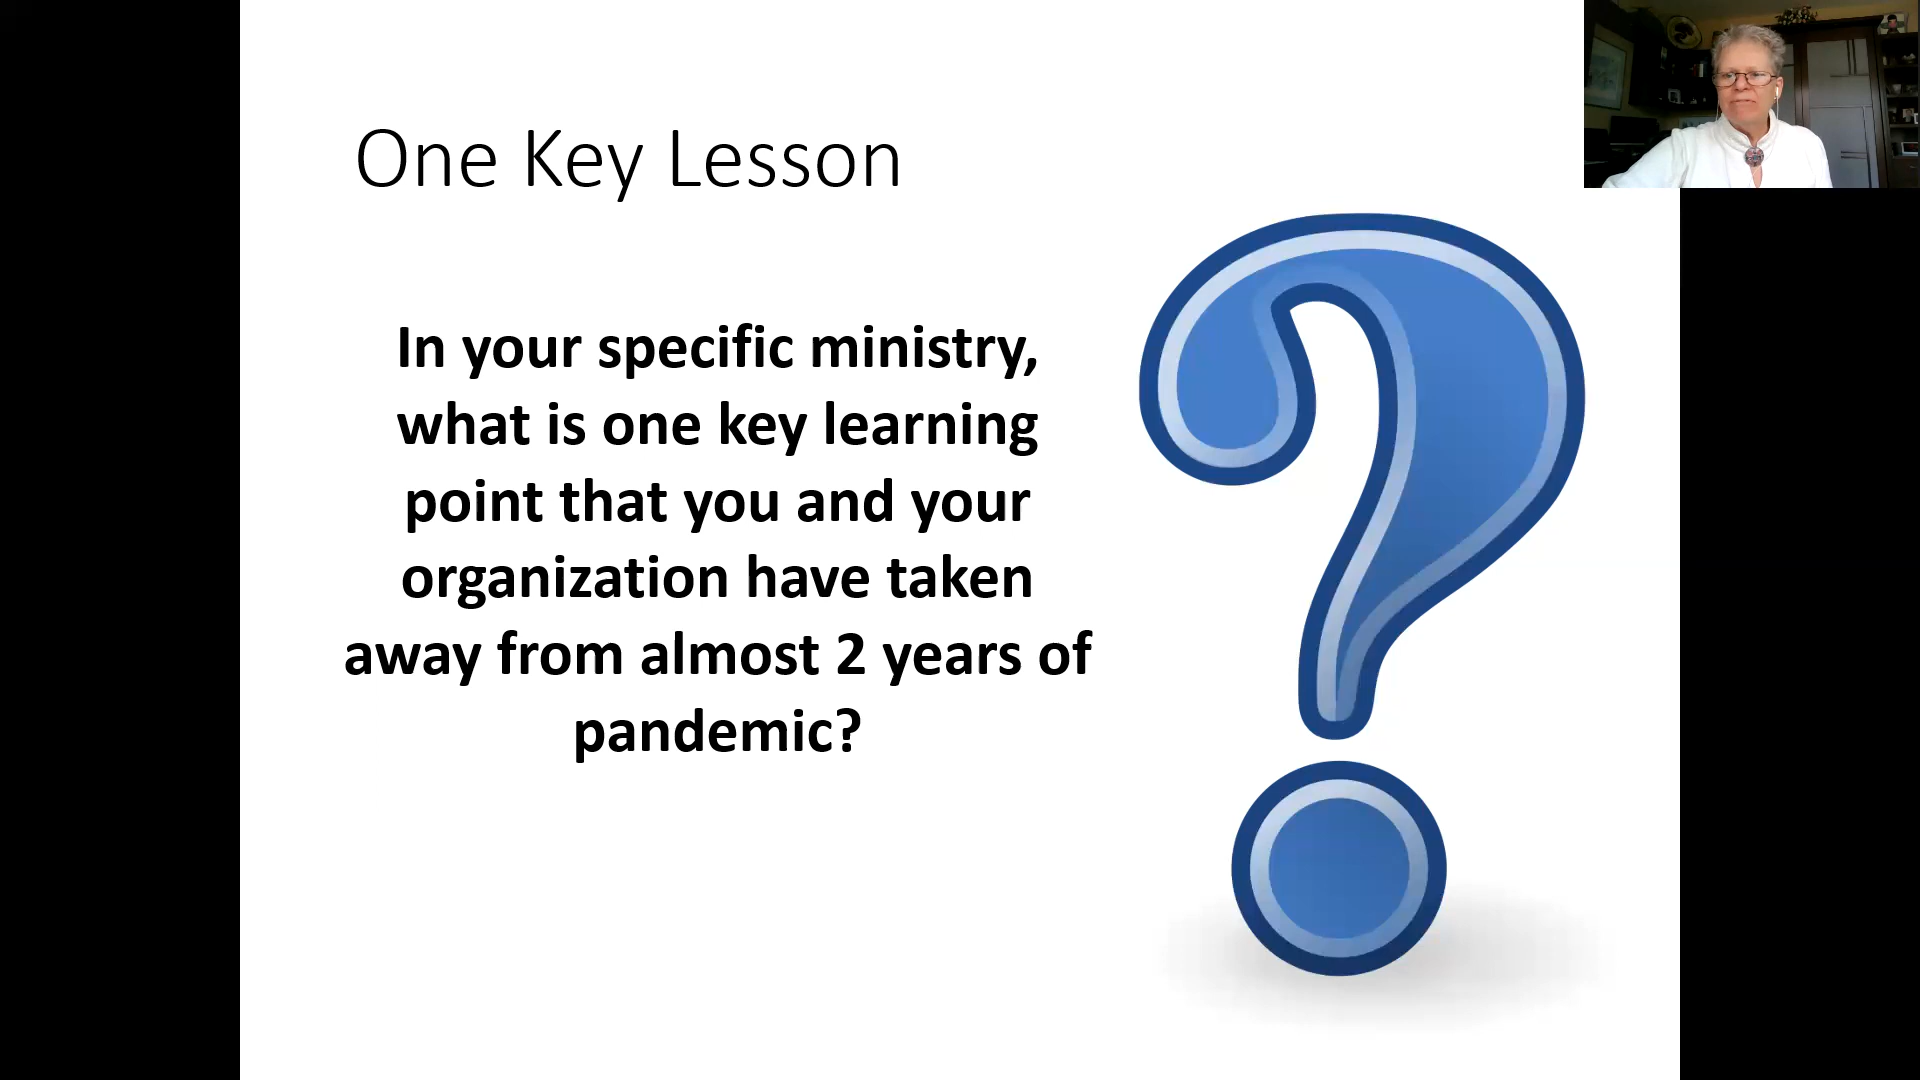 One Key Lesson
In your specific ministry,
what is one key learning
point that you and your
organization have taken
away from almost 2 years of
pandemic?